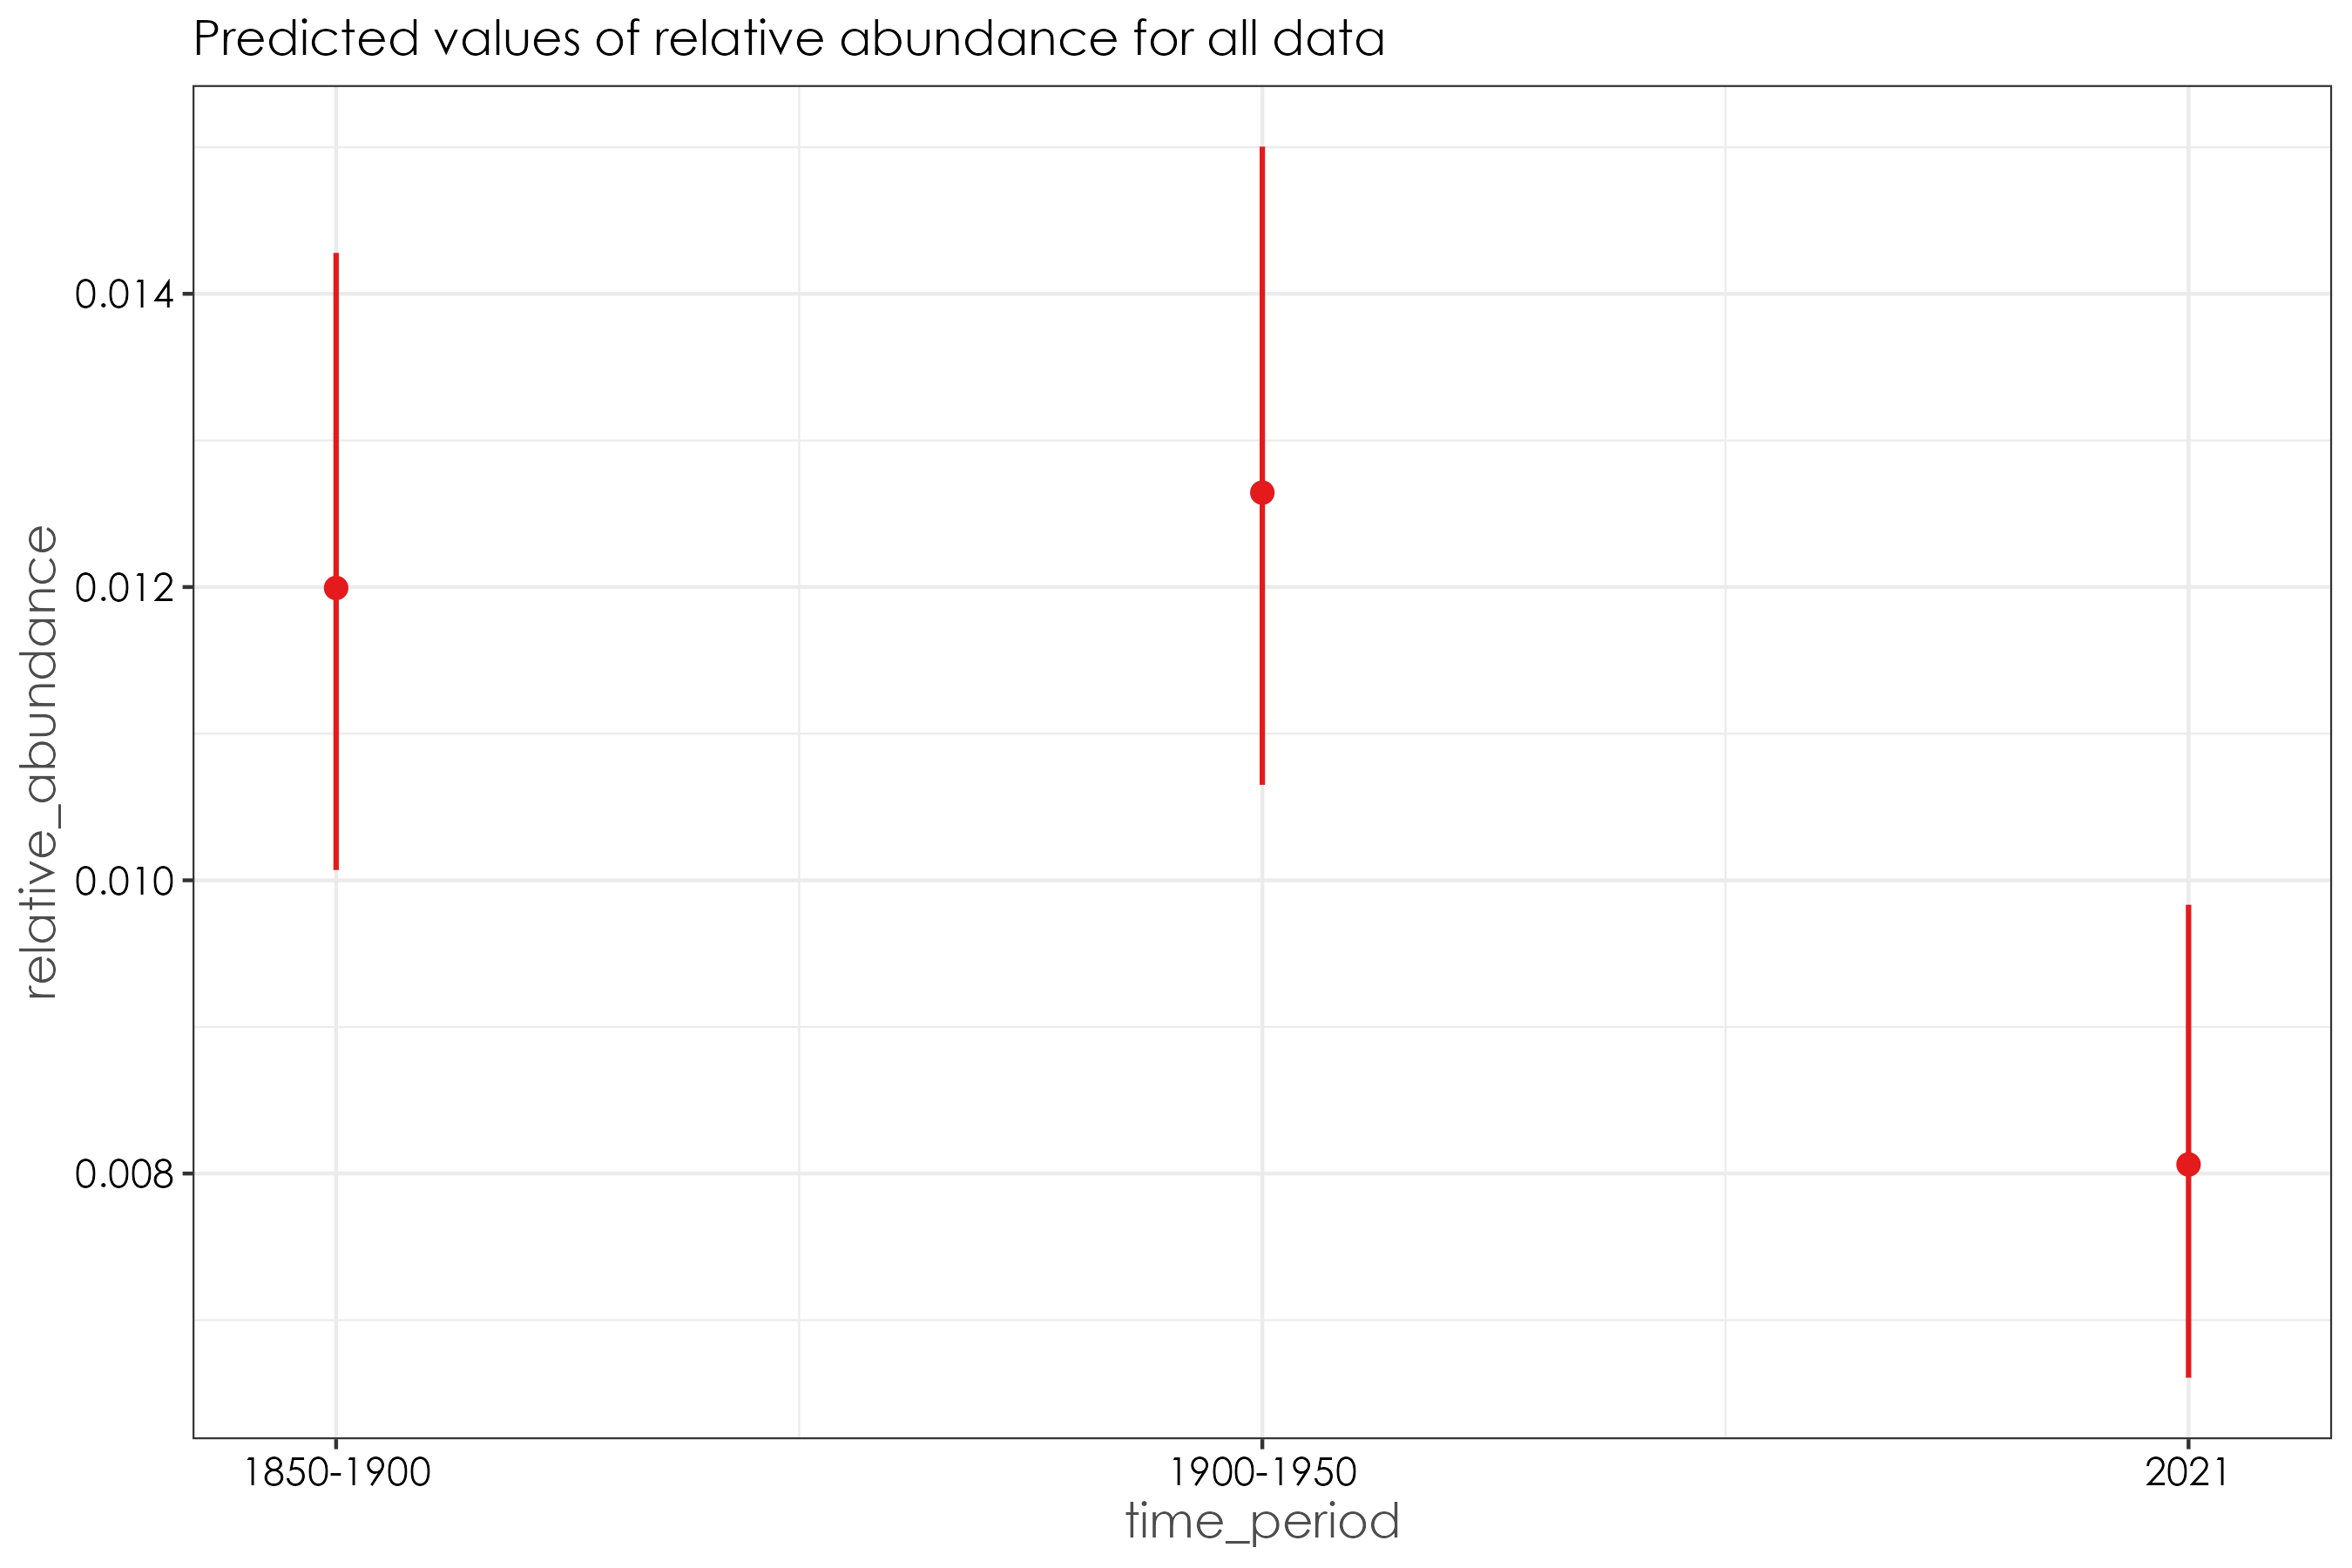 Predicted values of relative abundance for all data
relative_abundance
0.014
0.012
0.010
0.008
1850-1900 1900-1950 2021
time_period